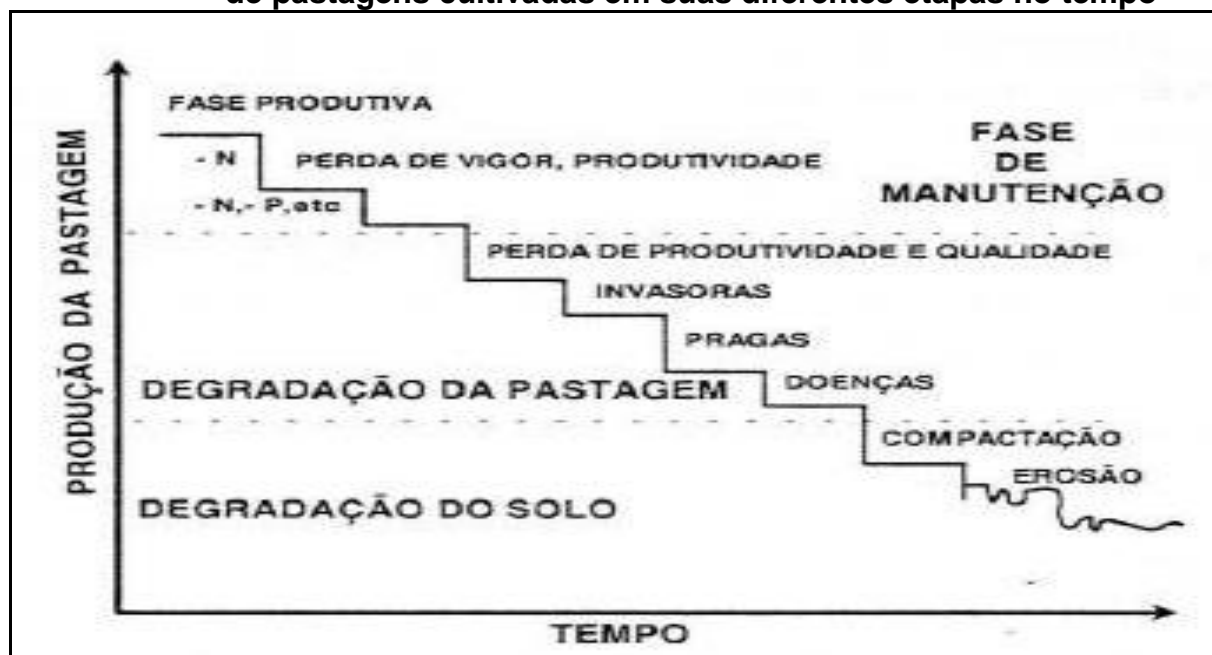 de pastagens cultivadas em suas diferentes etapas no tempo
PRODUÇÃO DA PASTAGEM
FASE PRODUTIVA
- N
PERDA DE VIGOR, PRODUTIVIDADE
- N,- P,etc
FASE
DE
MANUTENÇÃO
PERDA DE PRODUTIVIDADE E QUALIDADE
INVASORAS
PRAGAS
DEGRADAÇÃO DA PASTAGEM
DOENÇAS
COMPACTAÇÃO
EROSÃO
DEGRADAÇÃO DO SOLO
TEMPO